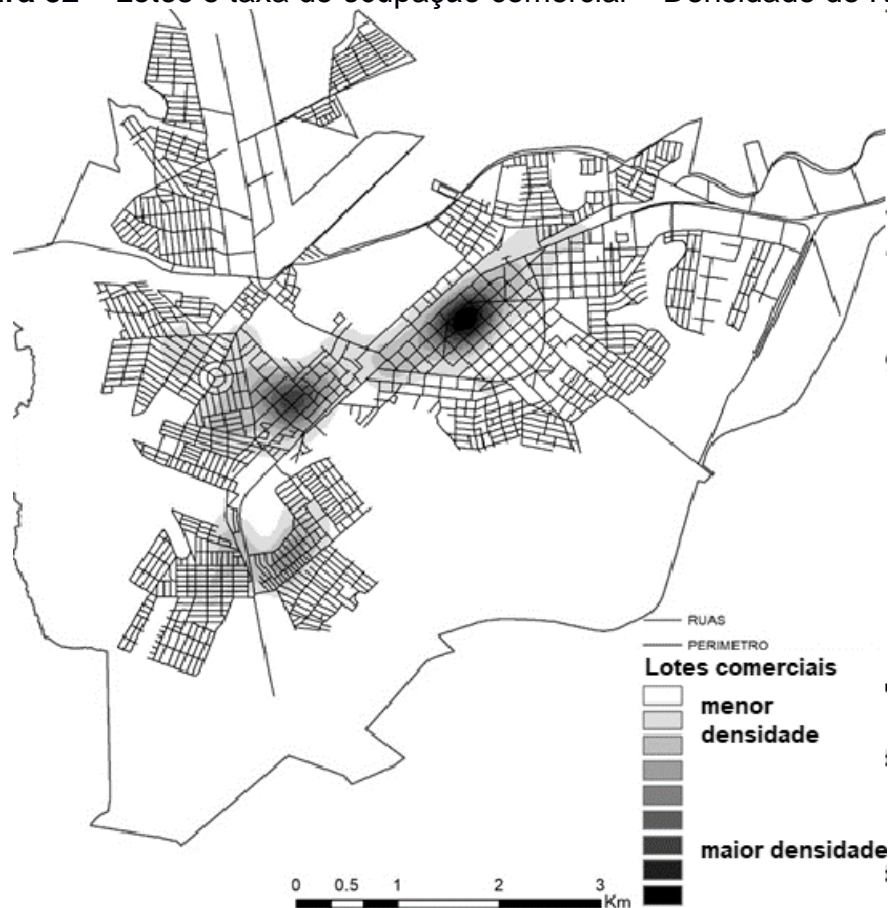 Lotes e taxa de ocupação comercial – Densidade de
RUAS
PERIMETRO
Lotes comerciais
menor
densidade
maior densidade
0 0.5 1 2 3
Km